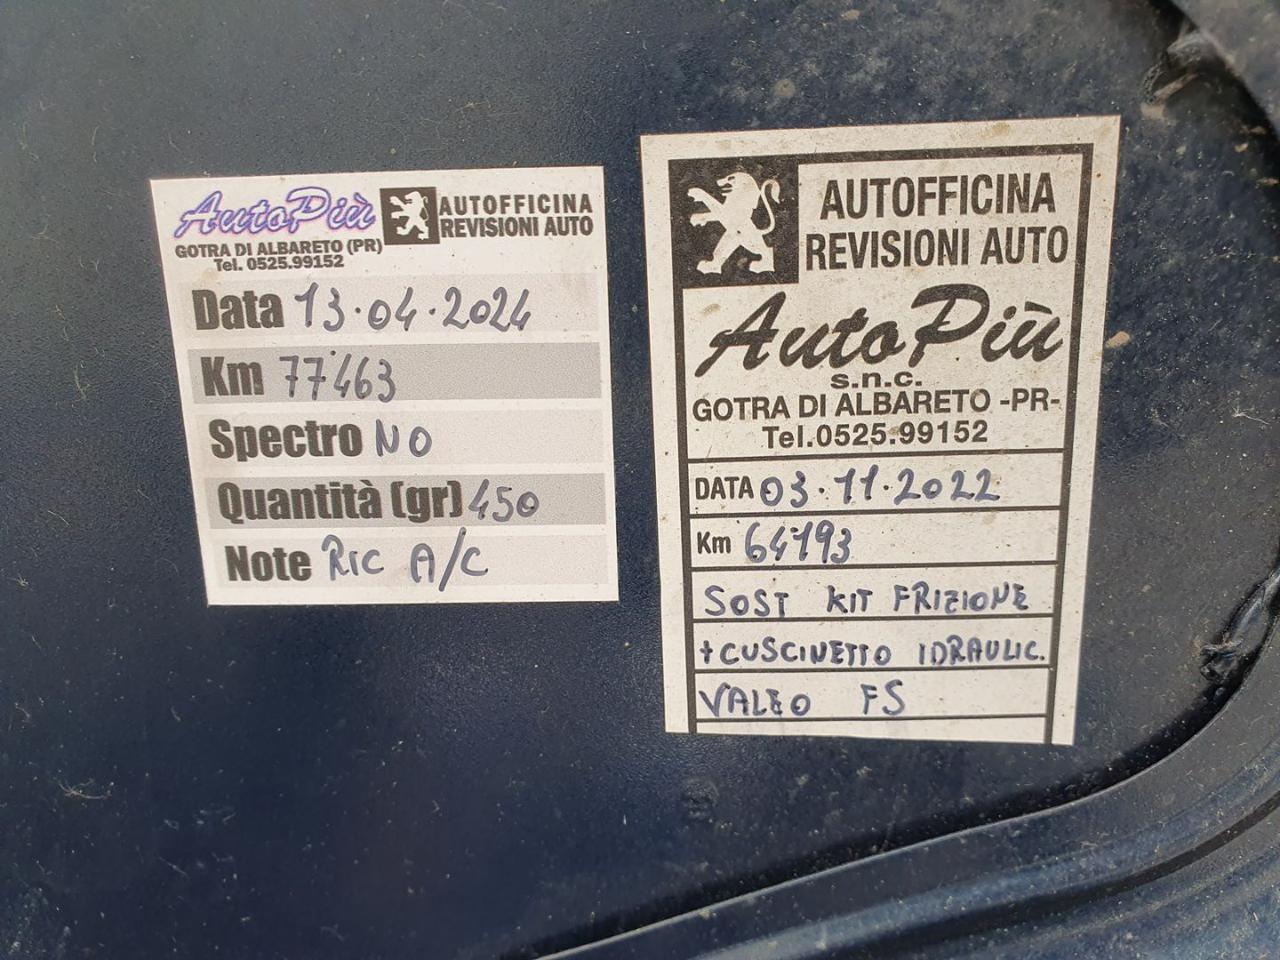 AutoPiù
AUTOFFICINA
REVISIONI AUTO
GOTRA DI ALBARETO (PR)
Tel. 0525.99152
Data 13.04.2024
Km 77463
Spectro NO
Quantità (gr) 450
Note RIC A/C
AUTOFFICINA
REVISIONI AUTO
AutoPiù
s.n.c.
GOTRA DI ALBARETO -PR-
Tel.0525.99152
DATA 03.11.2022
Km 64193
SOST KIT FRIZIONE
+CUSCINETTO IDRAULIC.
VALEO FS